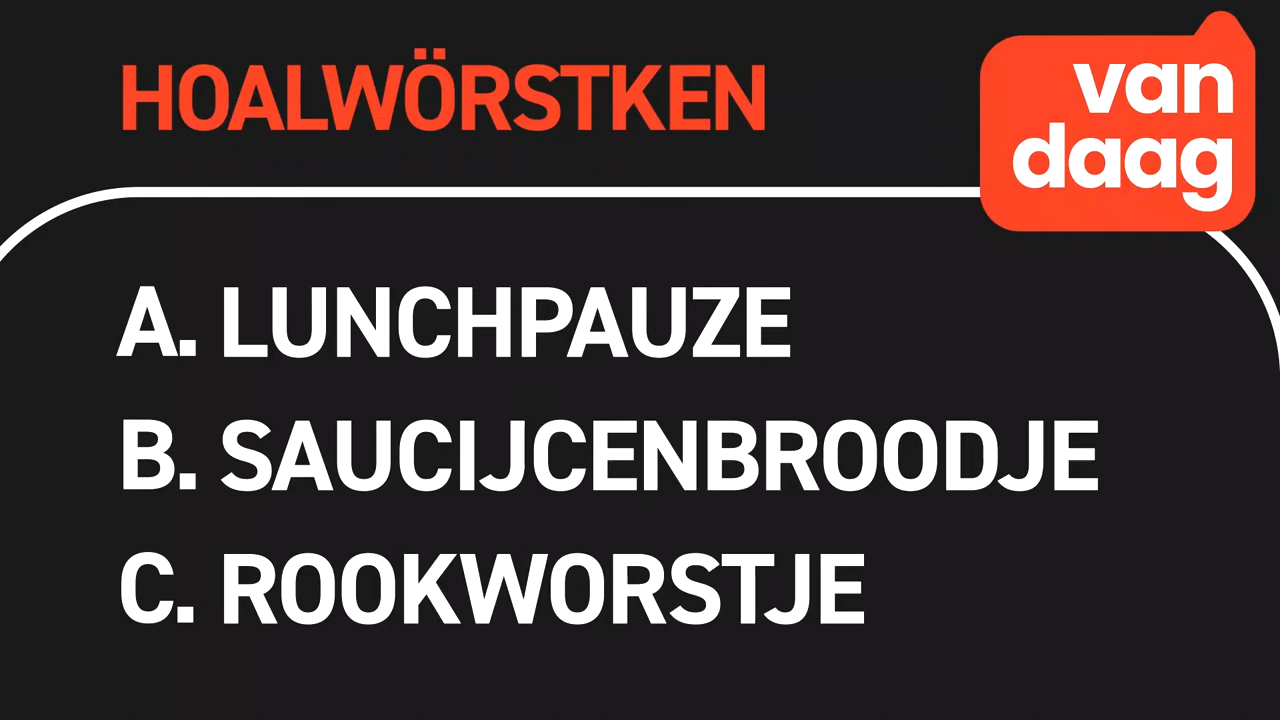 HOALWÖRSTKEN
van
daag
A. LUNCHPAUZE
B. SAUCIJCENBROODJE
C. ROOKWORSTJE